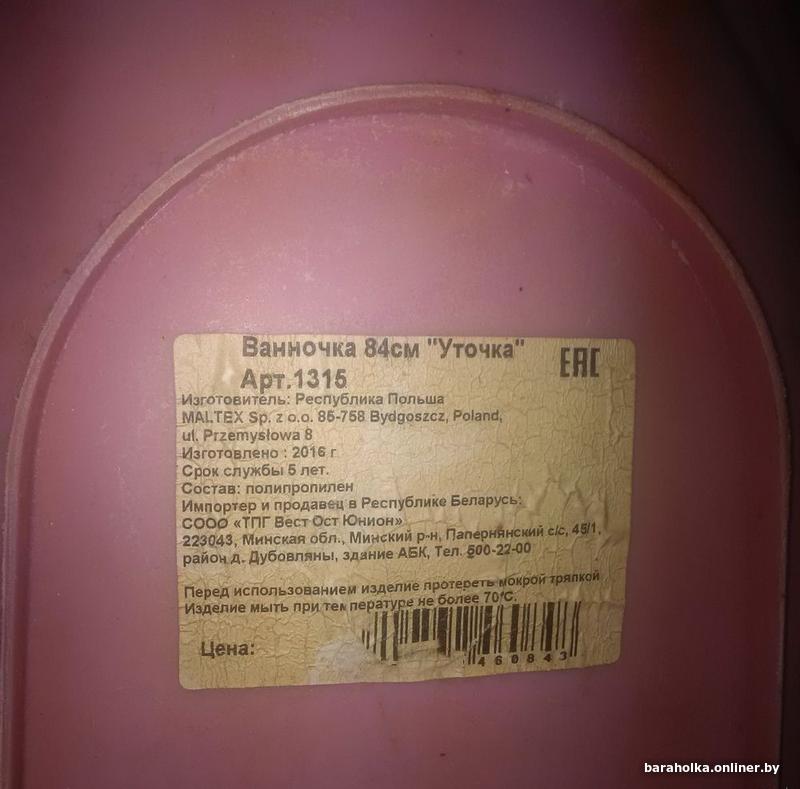 Ванночка 84см "Уточка"
EAC
Арт.1315
Изготовитель: Республика Польша
MALTEX Sp. z o.o. 85-758 Bydgoszcz, Poland,
ul. Przemysłowa 8
Изготовлено : 2016 г
Срок службы 5 лет.
Состав: полипропилен
Импортер и продавец в Республике Беларусь:
СООО «ТПГ Вест Ост Юнион»
223043, Минская обл., Минский р-н, Папернянский с/с, 45/1,
район д. Дубовляны, здание АБК, Тел. 500-22-00
Перед использованием изделие протереть мокрой тряпкой
Изделие мыть при температуре не более 70°С.
Цена:
460843
baraholka.onliner.by